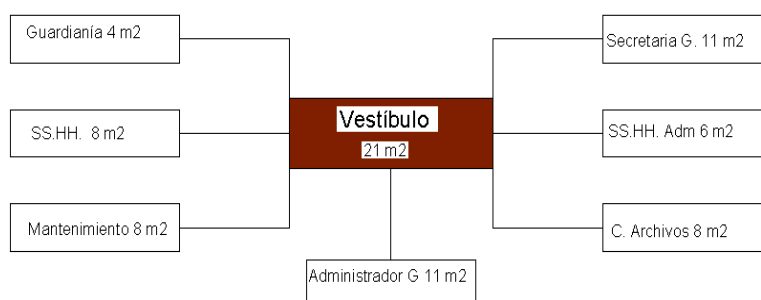 Guardianía 4 m2
Secretaria G. 11 m2
Vestíbulo
21 m2
SS.HH. 8 m2
SS.HH. Adm 6 m2
Mantenimiento 8 m2
C. Archivos 8 m2
Administrador G 11 m2